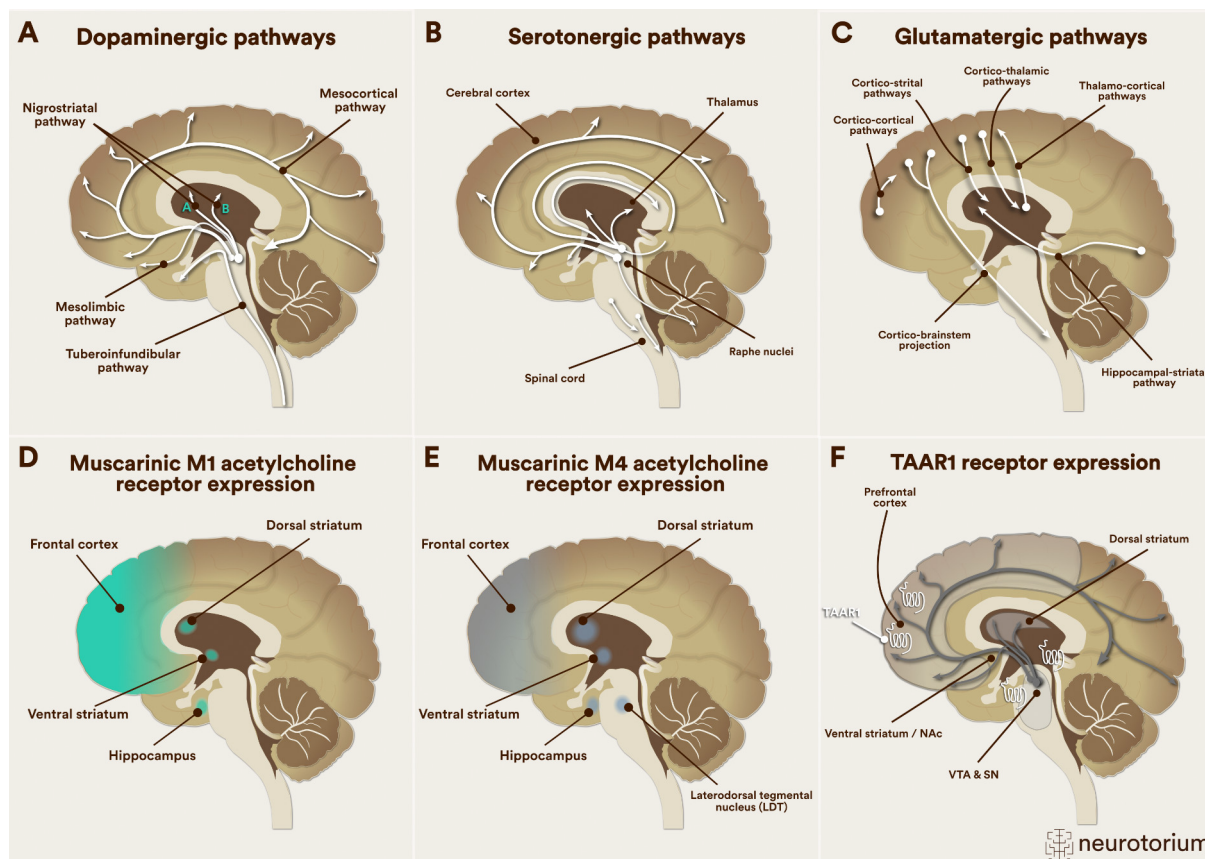 A
Dopaminergic pathways
Nigrostriatal
pathway
Mesocortical
pathway
A
B
Mesolimbic
pathway
Tuberoinfundibular
pathway
B
Serotonergic pathways
Cerebral cortex
Thalamus
Raphe nuclei
Spinal cord
C
Glutamatergic pathways
Cortico-strital
pathways
Cortico-thalamic
pathways
Thalamo-cortical
pathways
Cortico-cortical
pathways
Cortico-brainstem
projection
Hippocampal-striatal
pathway
D
Muscarinic M1 acetylcholine
receptor expression
Dorsal striatum
Frontal cortex
Ventral striatum
Hippocampus
E
Muscarinic M4 acetylcholine
receptor expression
Dorsal striatum
Frontal cortex
Ventral striatum
Hippocampus
Laterodorsal tegmental
nucleus (LDT)
F
TAAR1 receptor expression
Prefrontal
cortex
Dorsal striatum
TAAR1
Ventral striatum / NAc
VTA & SN
neurotorium